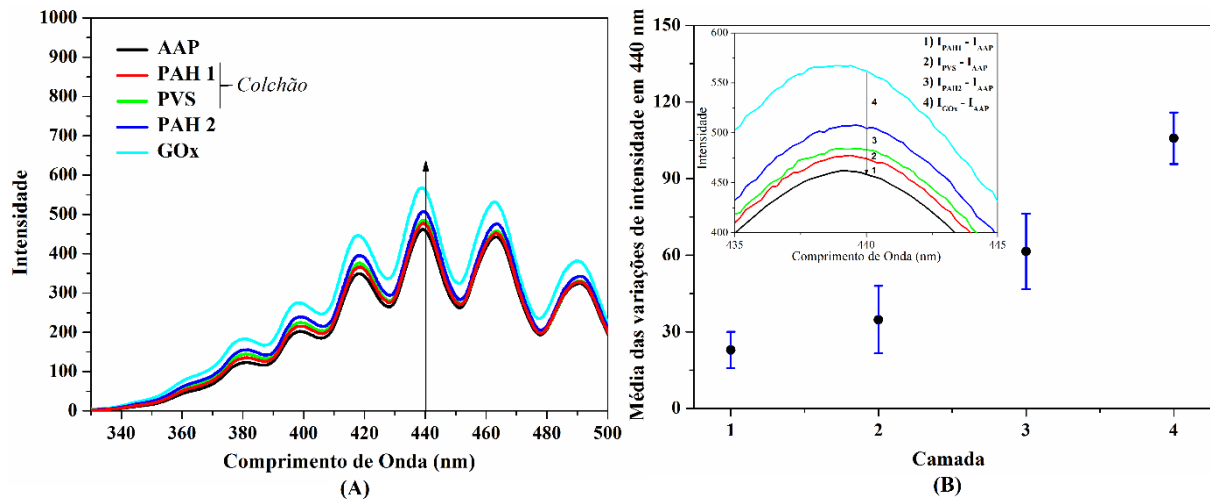 1000
900
800
700
600
500
400
300
200
100
0
Intensidade
AAP
PAH 1
PVS
PAH 2
GOx
Colchão
340 360 380 400 420 440 460 480 500
Comprimento de Onda (nm)
(A)
150
120
90
60
30
0
Média das variações de intensidade em 440 nm
600
550
500
450
400
Intensidade
4
3
2
1
435 440 445
Comprimento de Onda (nm)
1) I_PAH1 - I_AAP
2) I_PVS - I_AAP
3) I_PAH2 - I_AAP
4) I_GOx - I_AAP
1 2 3 4
Camada
(B)